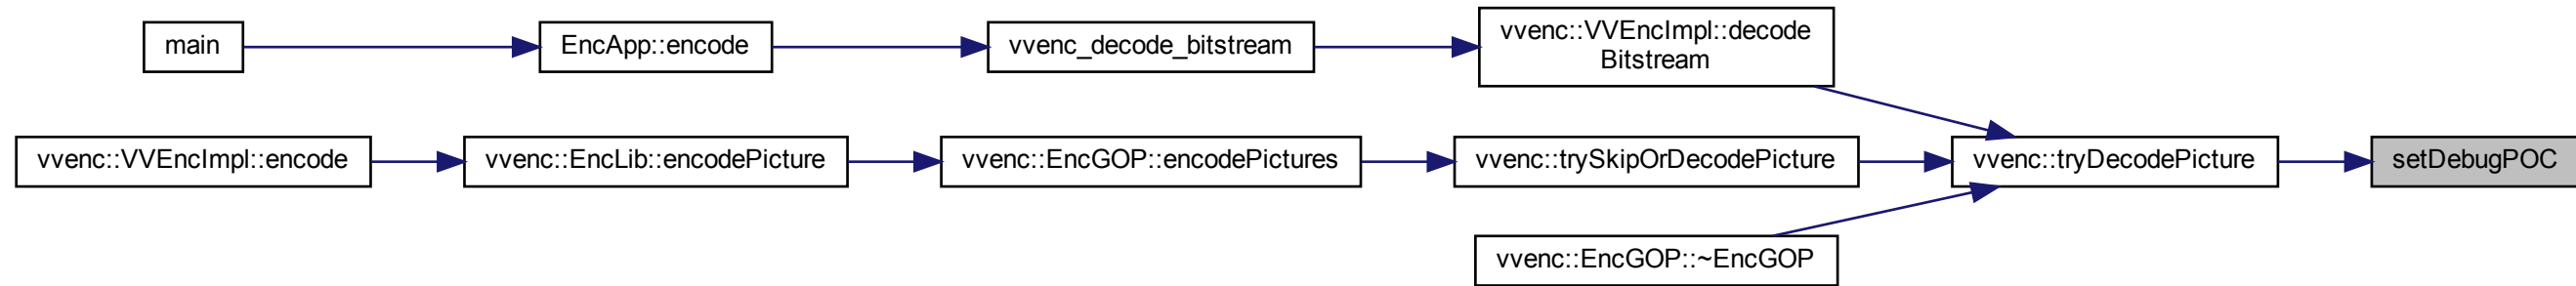 main
EncApp::encode
vvenc_decode_bitstream
vvenc::VVEncImpl::decode
Bitstream
vvenc::VVEncImpl::encode
vvenc::EncLib::encodePicture
vvenc::EncGOP::encodePictures
vvenc::trySkipOrDecodePicture
vvenc::tryDecodePicture
setDebugPOC
vvenc::EncGOP::~EncGOP